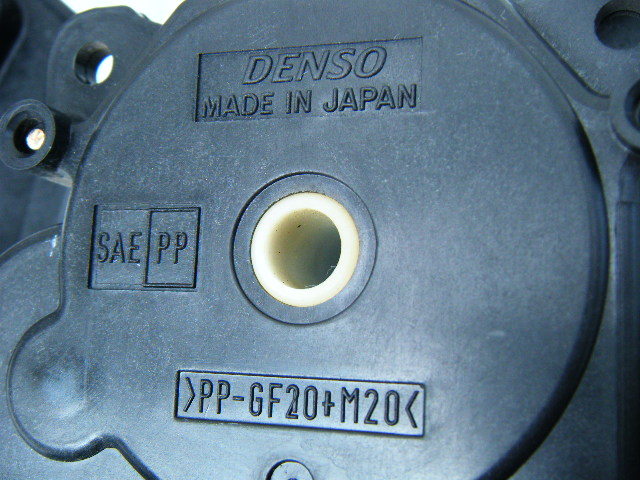 DENSO
MADE IN JAPAN
SAE PP
>PP-GF20+M20<